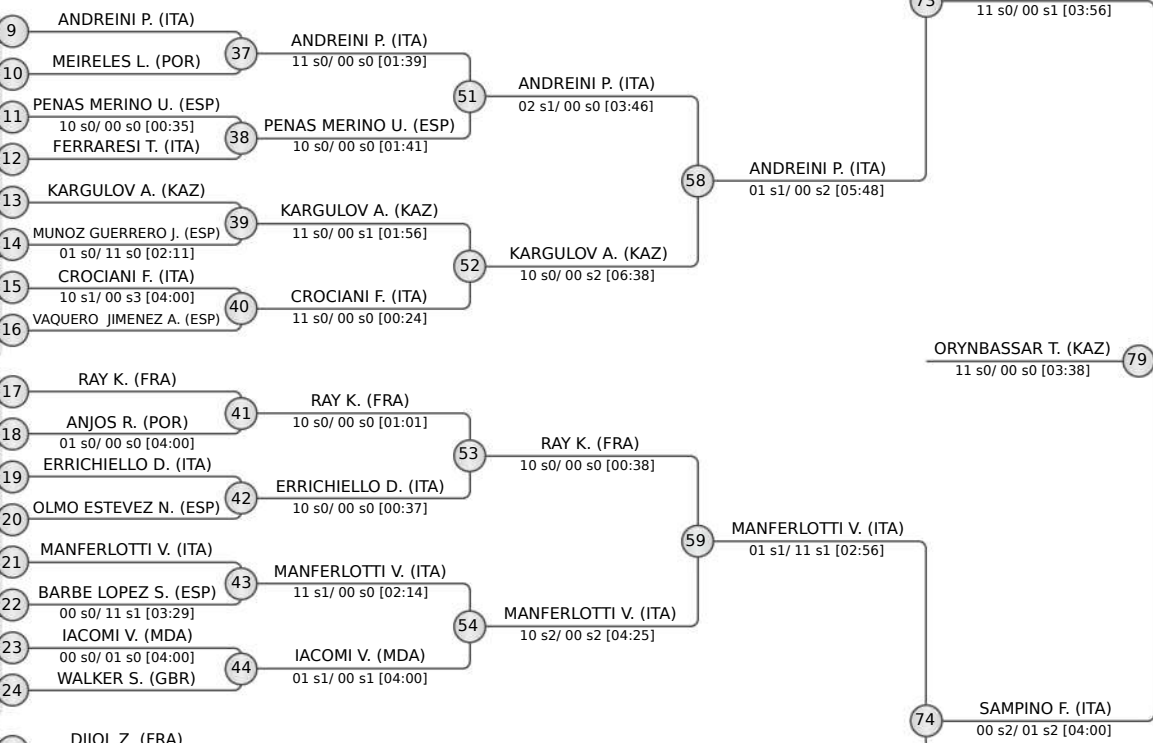 73
11 s0/ 00 s1 [03:56]
9
ANDREINI P. (ITA)
37
10
MEIRELES L. (POR)
ANDREINI P. (ITA)
11 s0/ 00 s0 [01:39]
51
11
PENAS MERINO U. (ESP)
10 s0/ 00 s0 [00:35]
38
12
FERRARESI T. (ITA)
PENAS MERINO U. (ESP)
10 s0/ 00 s0 [01:41]
ANDREINI P. (ITA)
02 s1/ 00 s0 [03:46]
58
13
KARGULOV A. (KAZ)
39
14
MUNOZ GUERRERO J. (ESP)
01 s0/ 11 s0 [02:11]
KARGULOV A. (KAZ)
11 s0/ 00 s1 [01:56]
52
15
CROCIANI F. (ITA)
10 s1/ 00 s3 [04:00]
40
16
VAQUERO JIMENEZ A. (ESP)
CROCIANI F. (ITA)
11 s0/ 00 s0 [00:24]
KARGULOV A. (KAZ)
10 s0/ 00 s2 [06:38]
ANDREINI P. (ITA)
01 s1/ 00 s2 [05:48]
ORYNBASSAR T. (KAZ)
11 s0/ 00 s0 [03:38]
79
17
RAY K. (FRA)
41
18
ANJOS R. (POR)
01 s0/ 00 s0 [04:00]
RAY K. (FRA)
10 s0/ 00 s0 [01:01]
53
19
ERRICHIELLO D. (ITA)
42
20
OLMO ESTEVEZ N. (ESP)
ERRICHIELLO D. (ITA)
10 s0/ 00 s0 [00:37]
RAY K. (FRA)
10 s0/ 00 s0 [00:38]
59
21
MANFERLOTTI V. (ITA)
43
22
BARBE LOPEZ S. (ESP)
00 s0/ 11 s1 [03:29]
MANFERLOTTI V. (ITA)
11 s1/ 00 s0 [02:14]
54
23
IACOMI V. (MDA)
00 s0/ 01 s0 [04:00]
44
24
WALKER S. (GBR)
IACOMI V. (MDA)
01 s1/ 00 s1 [04:00]
MANFERLOTTI V. (ITA)
10 s2/ 00 s2 [04:25]
MANFERLOTTI V. (ITA)
01 s1/ 11 s1 [02:56]
74
SAMPINO F. (ITA)
00 s2/ 01 s2 [04:00]